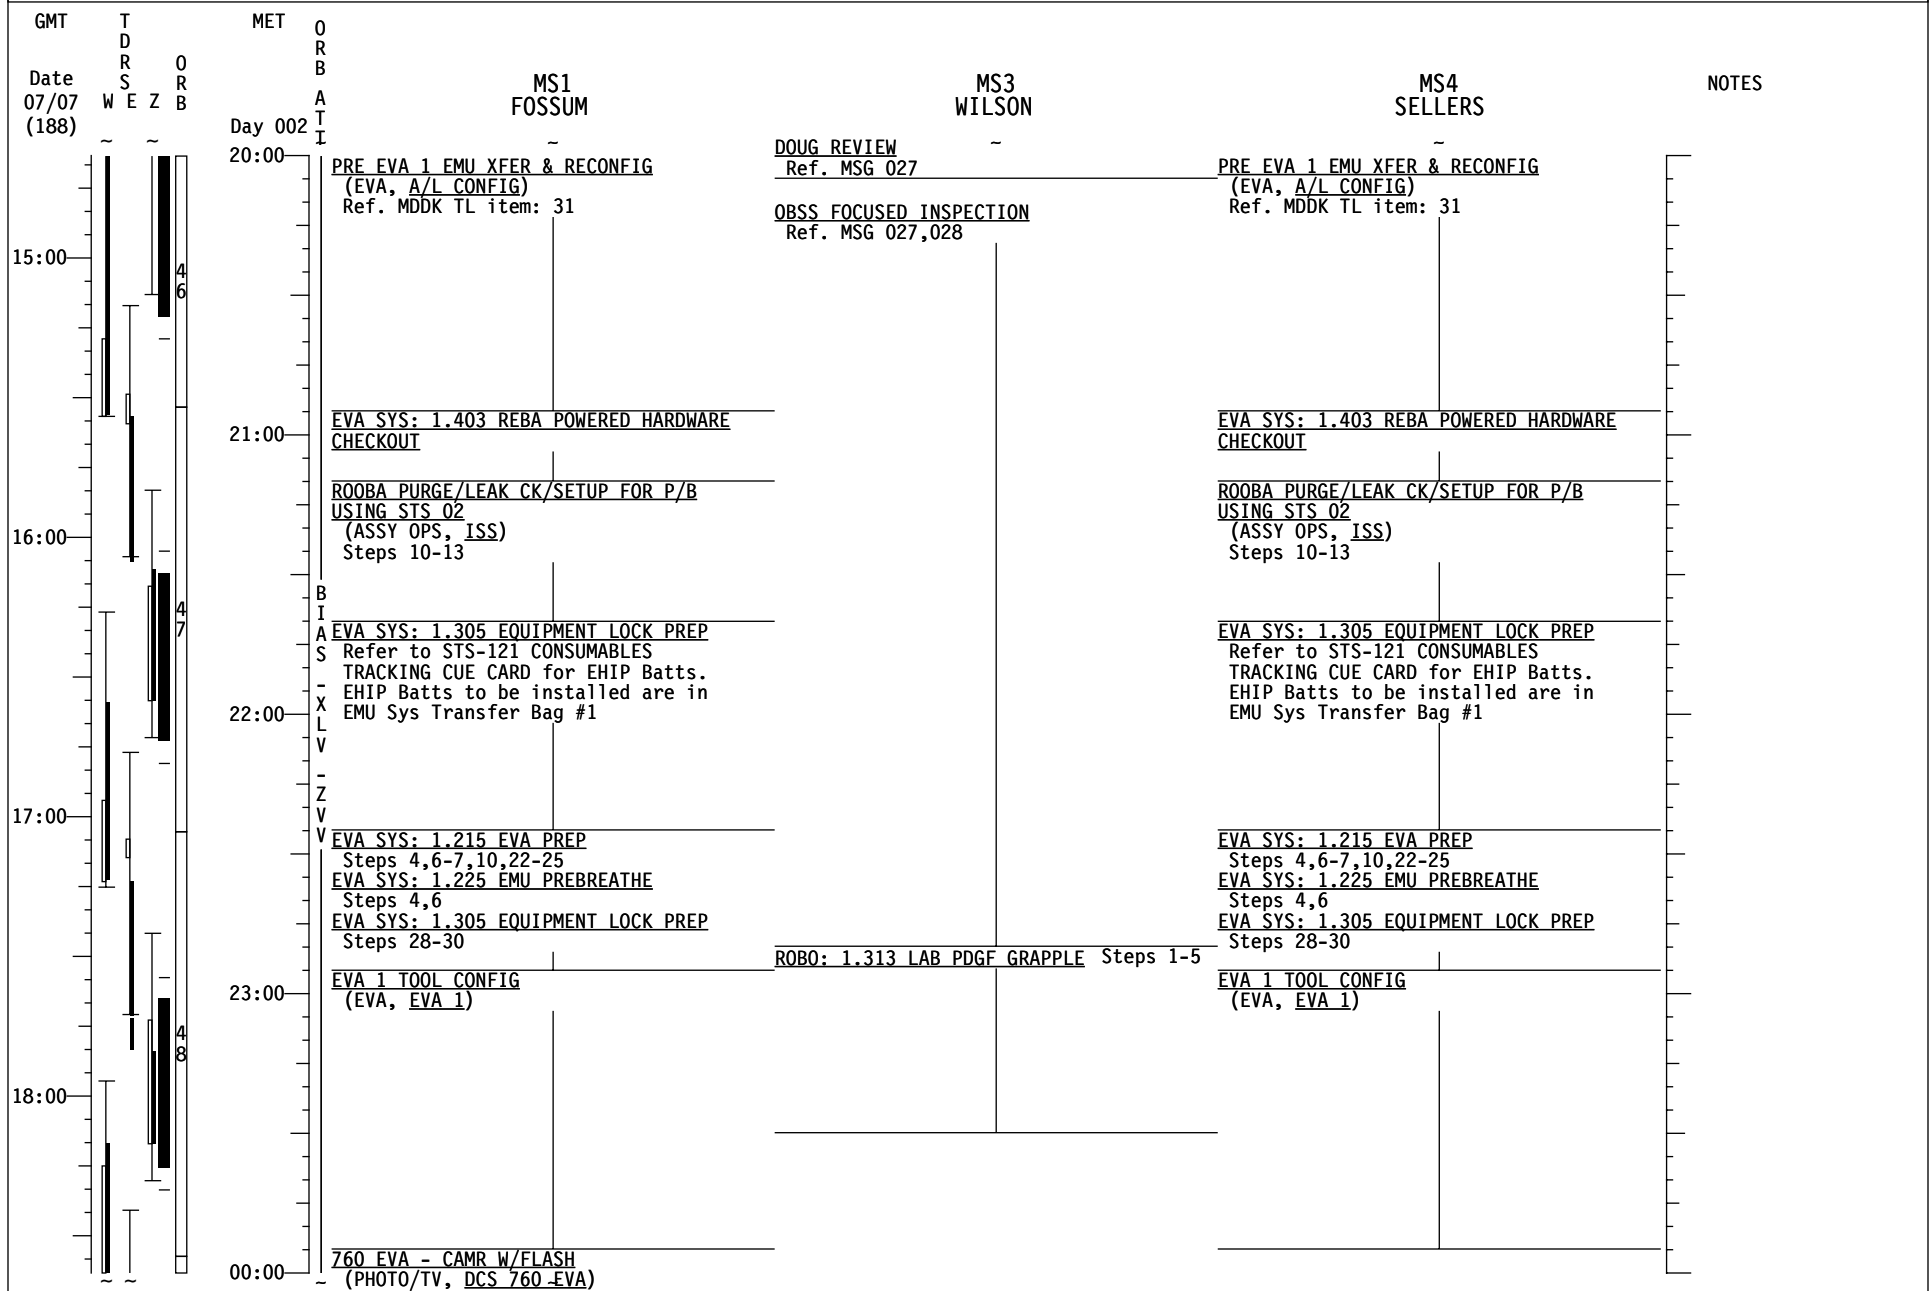 GMT
TDRS
MET
ORB ATT
Date
07/07
(188)
W E Z
ORB
Day 002
MS1
FOSSUM
MS3
WILSON
MS4
SELLERS
NOTES
~ ~ ~ ~ ~ ~
20:00
21:00
22:00
23:00
00:00
15:00
16:00
17:00
18:00
46
47
48
BIAS -XLV -ZVV
PRE EVA 1 EMU XFER & RECONFIG
(EVA, A/L CONFIG)
Ref. MDDK TL item: 31
EVA SYS: 1.403 REBA POWERED HARDWARE
CHECKOUT
ROOBA PURGE/LEAK CK/SETUP FOR P/B
USING STS O2
(ASSY OPS, ISS)
Steps 10-13
EVA SYS: 1.305 EQUIPMENT LOCK PREP
Refer to STS-121 CONSUMABLES
TRACKING CUE CARD for EHIP Batts.
EHIP Batts to be installed are in
EMU Sys Transfer Bag #1
EVA SYS: 1.215 EVA PREP
Steps 4,6-7,10,22-25
EVA SYS: 1.225 EMU PREBREATHE
Steps 4,6
EVA SYS: 1.305 EQUIPMENT LOCK PREP
Steps 28-30
EVA 1 TOOL CONFIG
(EVA, EVA 1)
760 EVA - CAMR W/FLASH
(PHOTO/TV, DCS 760 EVA)
DOUG REVIEW
Ref. MSG 027
OBSS FOCUSED INSPECTION
Ref. MSG 027,028
ROBO: 1.313 LAB PDGF GRAPPLE Steps 1-5
PRE EVA 1 EMU XFER & RECONFIG
(EVA, A/L CONFIG)
Ref. MDDK TL item: 31
EVA SYS: 1.403 REBA POWERED HARDWARE
CHECKOUT
ROOBA PURGE/LEAK CK/SETUP FOR P/B
USING STS O2
(ASSY OPS, ISS)
Steps 10-13
EVA SYS: 1.305 EQUIPMENT LOCK PREP
Refer to STS-121 CONSUMABLES
TRACKING CUE CARD for EHIP Batts.
EHIP Batts to be installed are in
EMU Sys Transfer Bag #1
EVA SYS: 1.215 EVA PREP
Steps 4,6-7,10,22-25
EVA SYS: 1.225 EMU PREBREATHE
Steps 4,6
EVA SYS: 1.305 EQUIPMENT LOCK PREP
Steps 28-30
EVA 1 TOOL CONFIG
(EVA, EVA 1)
~ ~ ~ ~